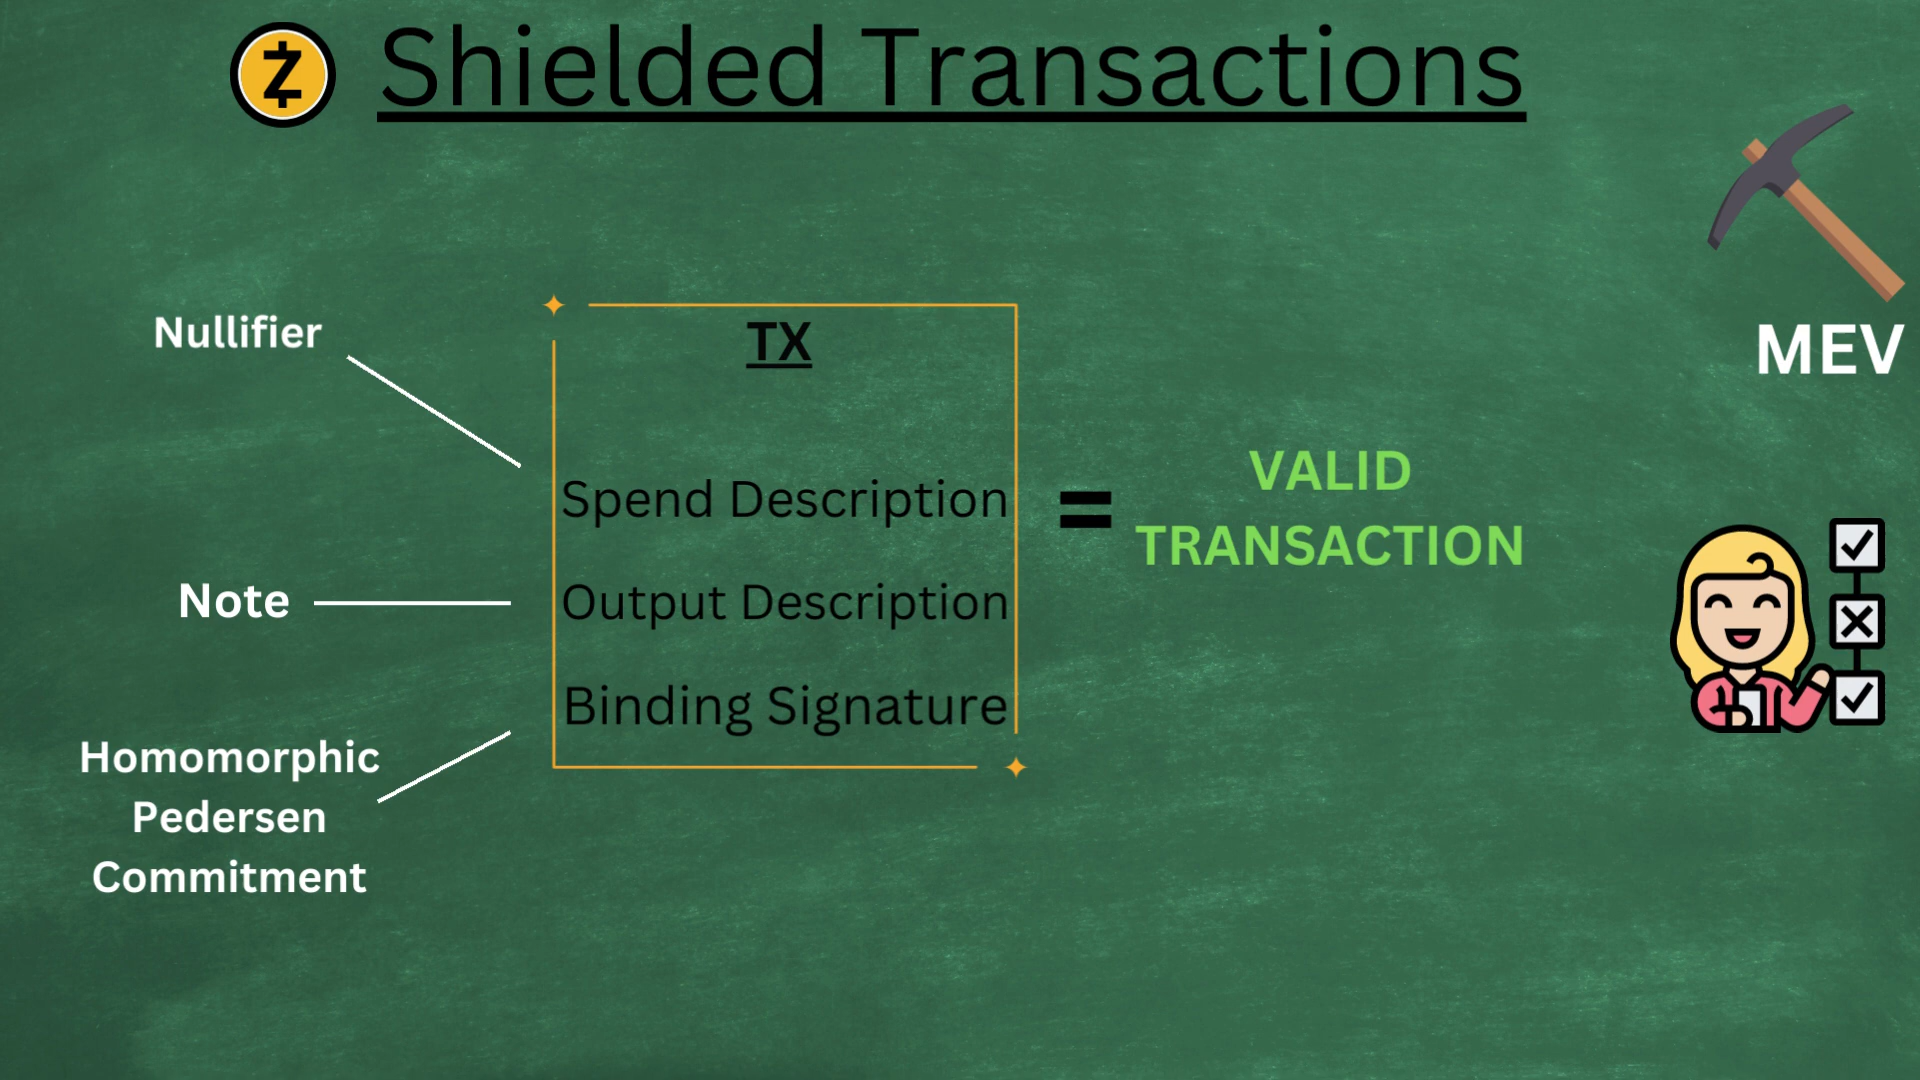 Shielded Transactions
Nullifier
Note
Homomorphic
Pedersen
Commitment
TX
Spend Description
Output Description
Binding Signature
=
VALID
TRANSACTION
MEV